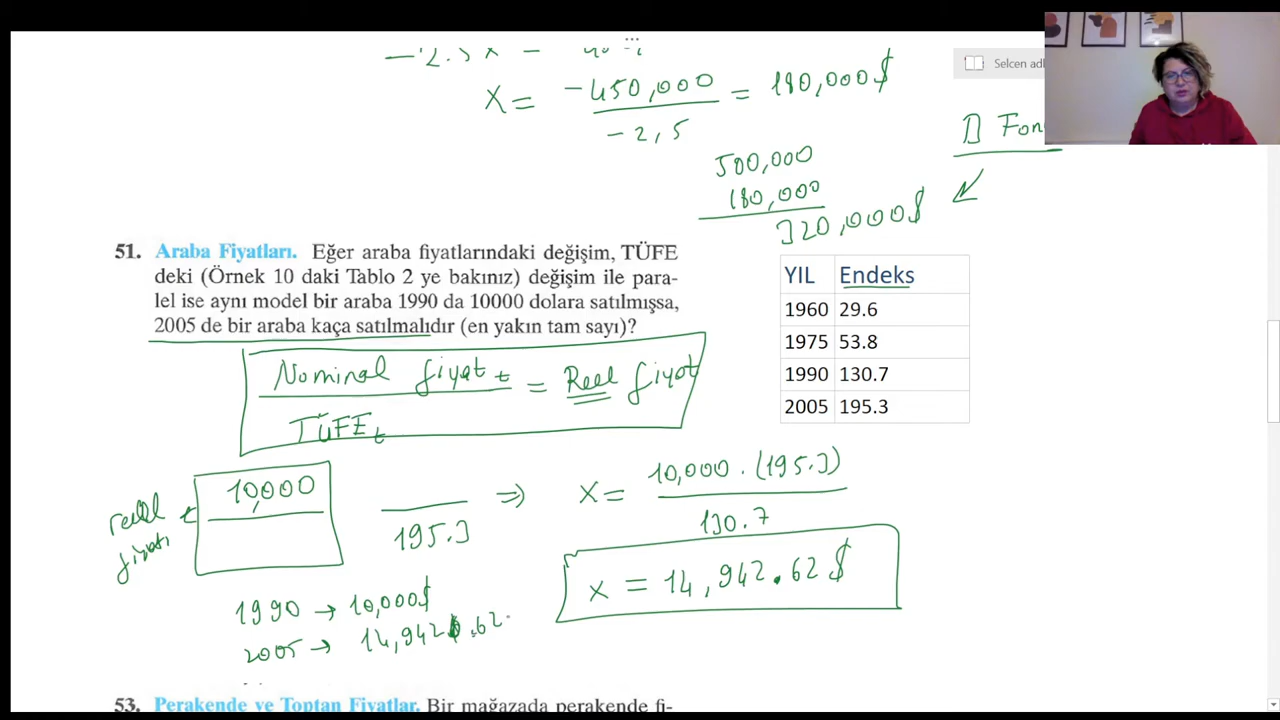 X = -450,000 / -2,5 = 180,000$
500,000
180,000
320,000$
Selcen
51. Araba Fiyatları. Eğer araba fiyatlarındaki değişim, TÜFE
deki (Örnek 10 daki Tablo 2 ye bakınız) değişim ile para-
lel ise aynı model bir araba 1990 da 10000 dolara satılmışsa,
2005 de bir araba kaça satılmalıdır (en yakın tam sayı)?
YIL Endeks
1960 29.6
1975 53.8
1990 130.7
2005 195.3
Nominal fiyat t / TÜFE t = Reel fiyat
reel fiyatı
10,000
195.3
⇒ X = 10,000 . (195.3) / 130.7
x = 14,942.62$
1990 → 10,000$
2005 → 14,942 .62
53. Perakende ve Toptan Fiyatlar. Bir mağazada perakende fi-